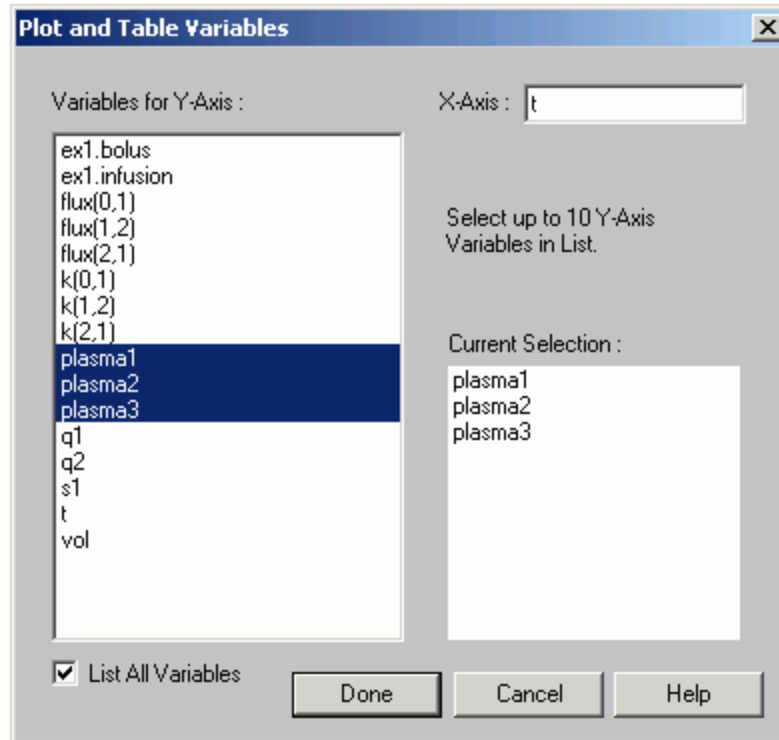 Plot and Table Variables
Variables for Y-Axis :
ex1.bolus
ex1.infusion
flux(0,1)
flux(1,2)
flux(2,1)
k(0,1)
k(1,2)
k(2,1)
plasma1
plasma2
plasma3
q1
q2
s1
t
vol
List All Variables
X-Axis : t
Select up to 10 Y-Axis
Variables in List.
Current Selection :
plasma1
plasma2
plasma3
Done Cancel Help